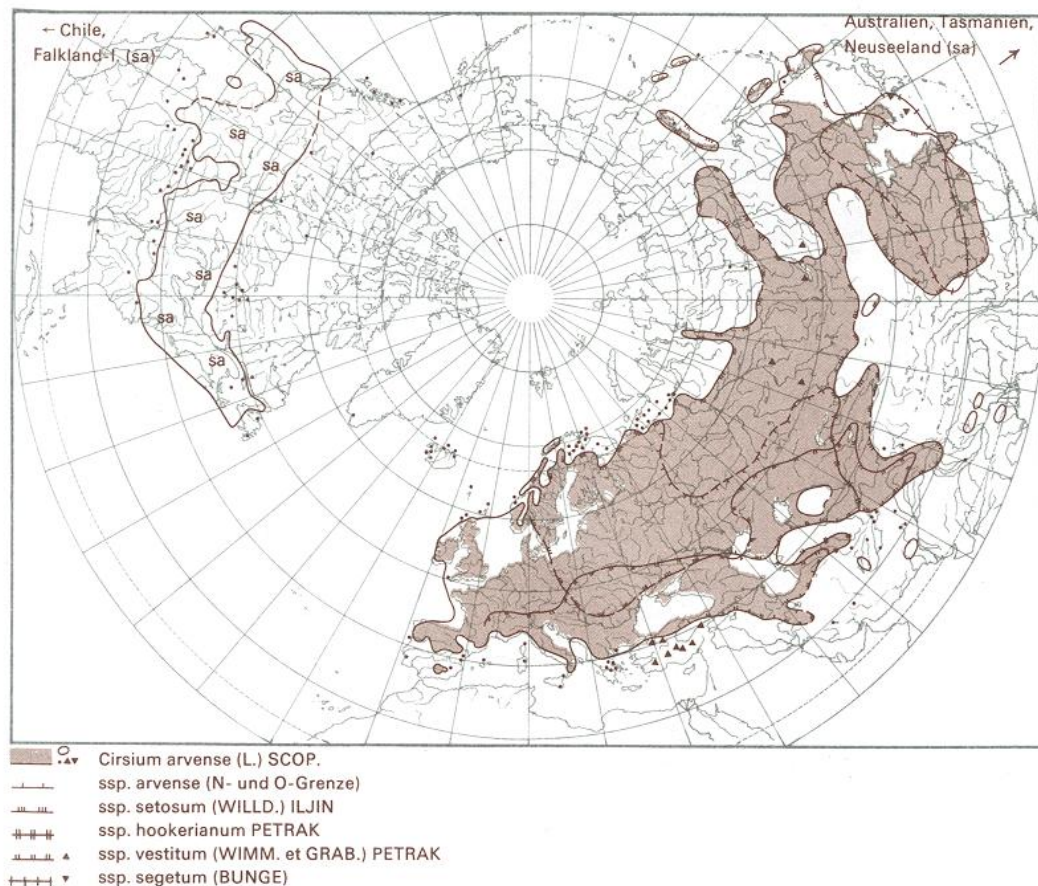 ← Chile,
Falkland-I. (sa)
Australien, Tasmanien,
Neuseeland (sa)
sa
sa
sa
sa
sa
sa
sa
Cirsium arvense (L.) SCOP.
ssp. arvense (N- und O-Grenze)
ssp. setosum (WILLD.) ILJIN
ssp. hookerianum PETRAK
ssp. vestitum (WIMM. et GRAB.) PETRAK
ssp. segetum (BUNGE)